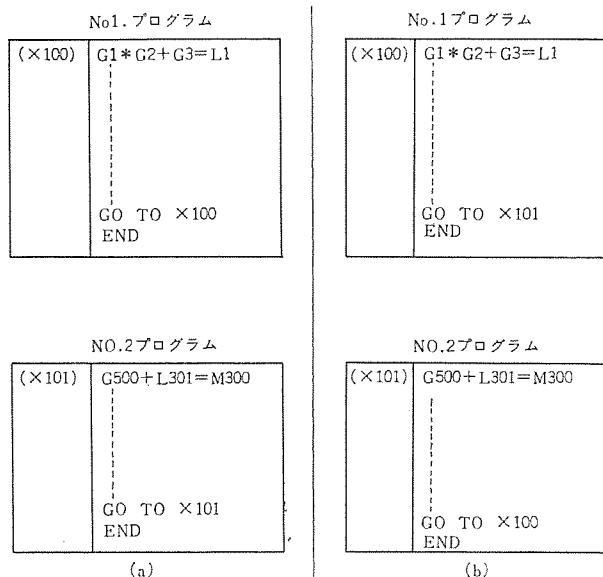 No1.プログラム
(×100) G1*G2+G3=L1
GO TO ×100
END
NO.2プログラム
(×101) G500+L301=M300
GO TO ×101
END
(a)
No.1プログラム
(×100) G1*G2+G3=L1
GO TO ×101
END
NO.2プログラム
(×101) G500+L301=M300
GO TO ×100
END
(b)